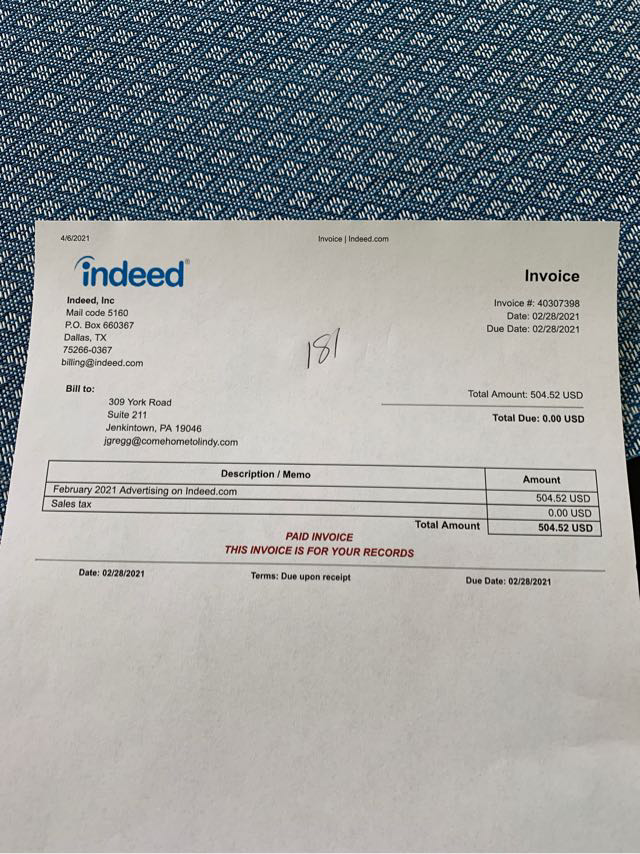 4/6/2021
Invoice | Indeed.com
indeed®
Invoice
Indeed, Inc
Mail code 5160
P.O. Box 660367
Dallas, TX
75266-0367
billing@indeed.com
Invoice #: 40307398
Date: 02/28/2021
Due Date: 02/28/2021
181
Bill to:
309 York Road
Suite 211
Jenkintown, PA 19046
jgregg@comehometolindy.com
Total Amount: 504.52 USD
Total Due: 0.00 USD
Description / Memo Amount
February 2021 Advertising on Indeed.com 504.52 USD
Sales tax 0.00 USD
Total Amount 504.52 USD
PAID INVOICE
THIS INVOICE IS FOR YOUR RECORDS
Date: 02/28/2021 Terms: Due upon receipt Due Date: 02/28/2021